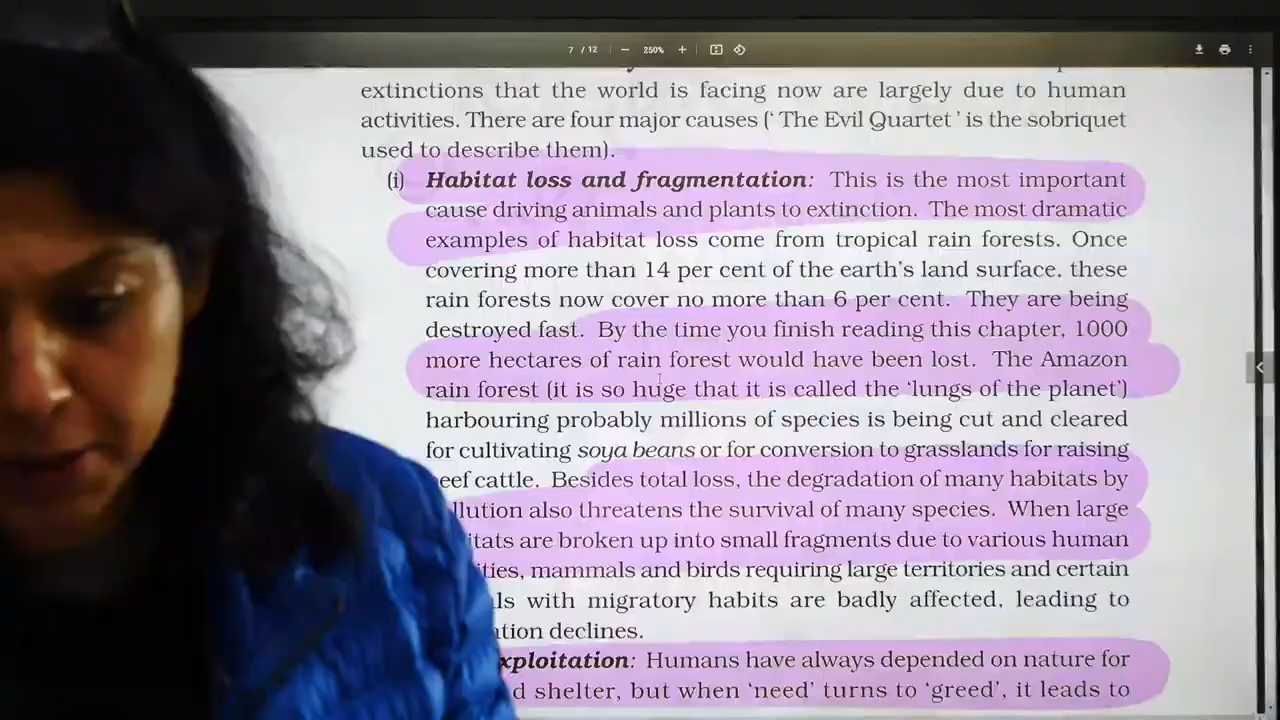 7 / 12 − 250% +
extinctions that the world is facing now are largely due to human
activities. There are four major causes (‘ The Evil Quartet ’ is the sobriquet
used to describe them).
(i) Habitat loss and fragmentation: This is the most important
cause driving animals and plants to extinction. The most dramatic
examples of habitat loss come from tropical rain forests. Once
covering more than 14 per cent of the earth’s land surface, these
rain forests now cover no more than 6 per cent. They are being
destroyed fast. By the time you finish reading this chapter, 1000
more hectares of rain forest would have been lost. The Amazon
rain forest (it is so huge that it is called the ‘lungs of the planet’)
harbouring probably millions of species is being cut and cleared
for cultivating soya beans or for conversion to grasslands for raising
eef cattle. Besides total loss, the degradation of many habitats by
llution also threatens the survival of many species. When large
itats are broken up into small fragments due to various human
ties, mammals and birds requiring large territories and certain
ls with migratory habits are badly affected, leading to
tion declines.
xploitation: Humans have always depended on nature for
d shelter, but when ‘need’ turns to ‘greed’, it leads to